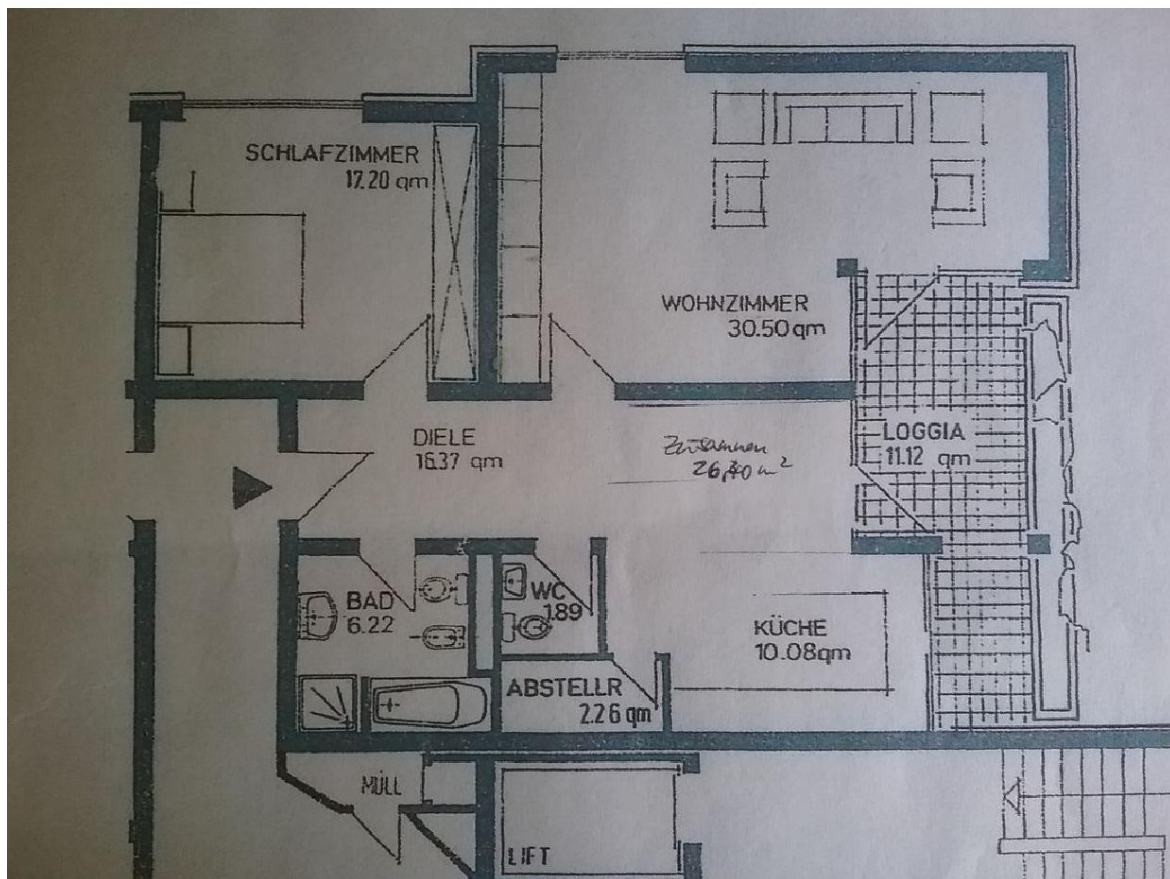 SCHLAFZIMMER
17.20 qm
WOHNZIMMER
30.50 qm
DIELE
16.37 qm
Zusammen
LOGGIA
11.12 qm
BAD
6.22
WC
1.89
KÜCHE
10.08qm
ABSTELLR
2.26 qm
MÜLL
LIFT